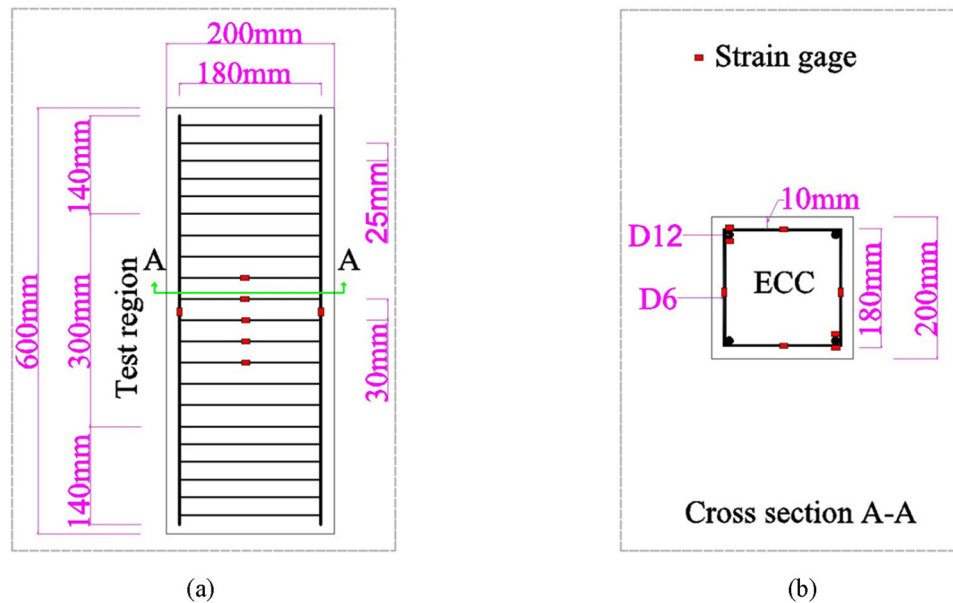 200mm
180mm
140mm
25mm
A
A
600mm
300mm
Test region
30mm
140mm
(a)
Strain gage
10mm
D12
D6
ECC
180mm
200mm
Cross section A-A
(b)